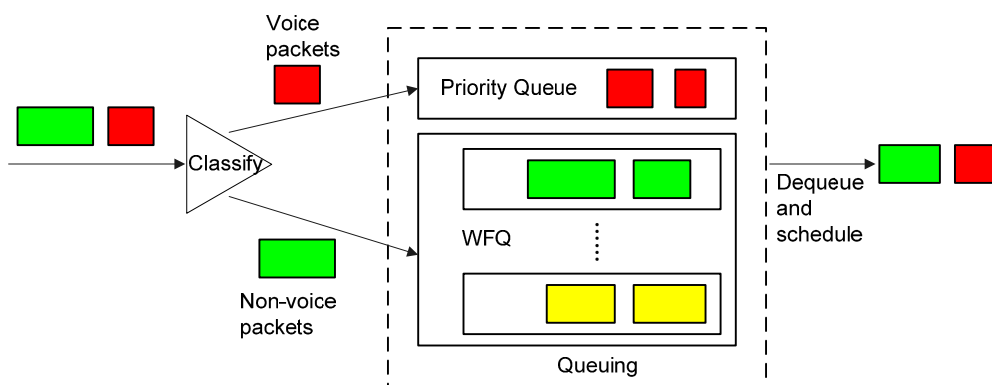 Voice
packets
Priority Queue
Classify
WFQ
Dequeue
and
schedule
Non-voice
packets
Queuing